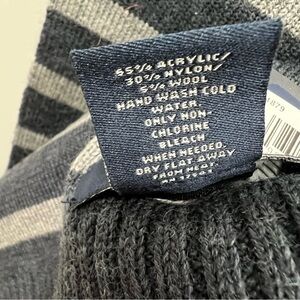 65% ACRYLIC/
30% NYLON/
5% WOOL
HAND WASH COLD
WATER.
ONLY NON-
CHLORINE
BLEACH
WHEN NEEDED.
DRY FLAT AWAY
FROM HEAT.